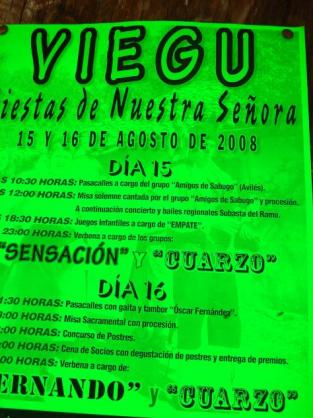 VIEGU
iestas de Nuestra Señora
15 Y 16 DE AGOSTO DE 2008
DÍA 15
S 10:30 HORAS: Pasacalles a cargo del grupo "Amigos de Sabugo" (Avilés).
S 12:00 HORAS: Misa solemne cantada por el grupo "Amigos de Sabugo" y procesión.
A continuación concierto y bailes regionales Subasta del Ramu.
S 18:30 HORAS: Juegos infantiles a cargo de "EMPATE".
23:00 HORAS: Verbena a cargo de los grupos:
"SENSACIÓN" Y "CUARZO"
DÍA 16
1:30 HORAS: Pasacalles con gaita y tambor "Óscar Fernández".
:00 HORAS: Misa Sacramental con procesión.
:00 HORAS: Concurso de Postres.
:00 HORAS: Cena de Socios con degustación de postres y entrega de premios.
:00 HORAS: Verbena a cargo de:
ERNANDO" y "CUARZO"